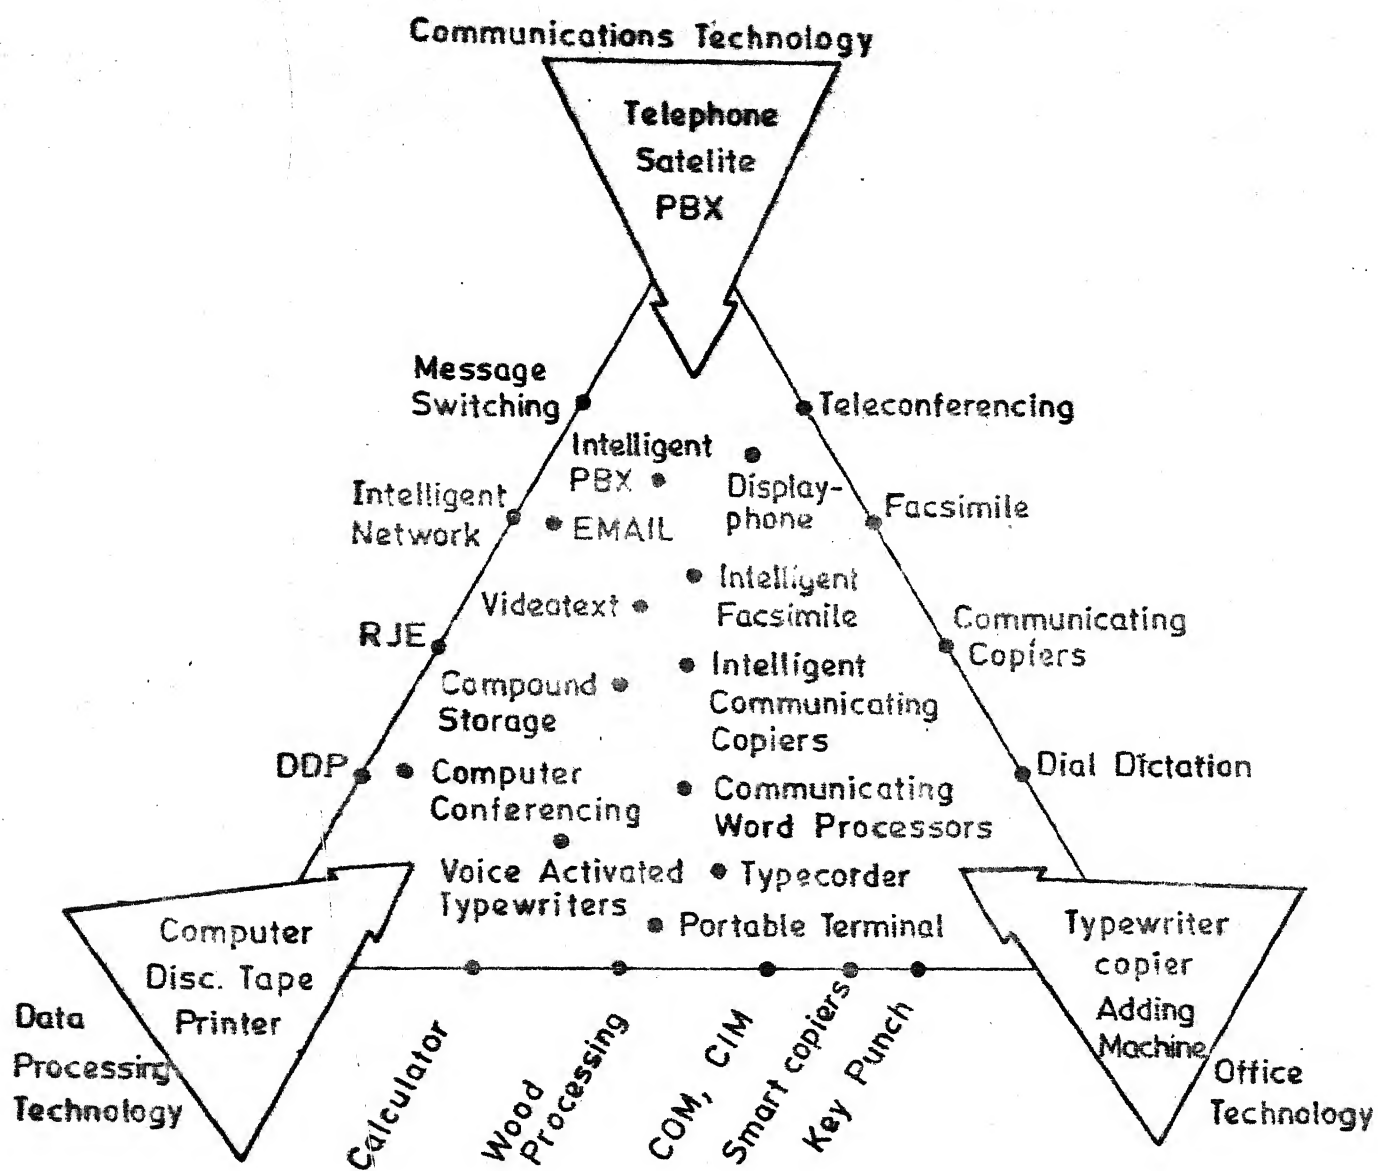 Communications Technology
Telephone
Satelite
PBX
Message
Switching
Teleconferencing
Intelligent
PBX
Display-
phone
Intelligent
Network
EMAIL
Facsimile
Videotext
Intelligent
Facsimile
RJE
Communicating
Copiers
Compound
Storage
Intelligent
Communicating
Copiers
DDP
Computer
Conferencing
Communicating
Word Processors
Dial Dictation
Voice Activated
Typewriters
Typecorder
Portable Terminal
Computer
Disc. Tape
Printer
Data
Processing
Technology
Typewriter
copier
Adding
Machine
Office
Technology
Calculator
Wood
Processing
COM, CIM
Smart copiers
Key Punch